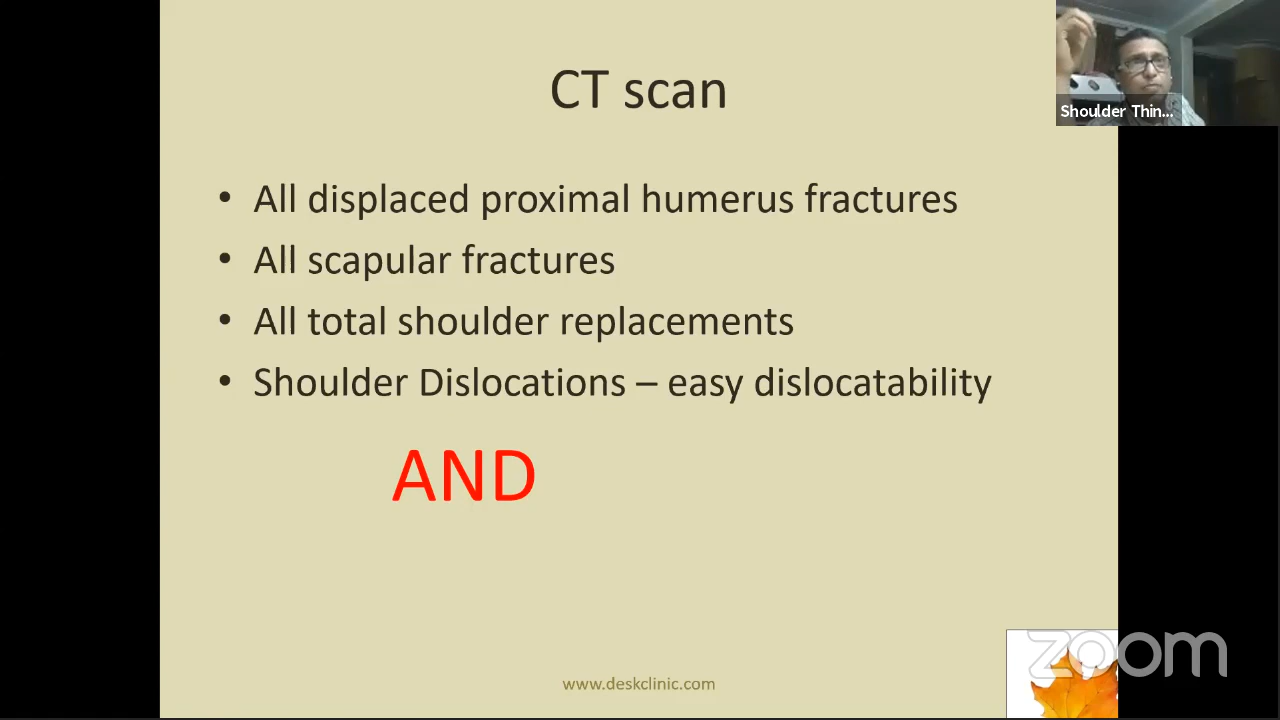 CT scan
Shoulder Thin...
• All displaced proximal humerus fractures
• All scapular fractures
• All total shoulder replacements
• Shoulder Dislocations – easy dislocatability
AND
zoom
www.deskclinic.com